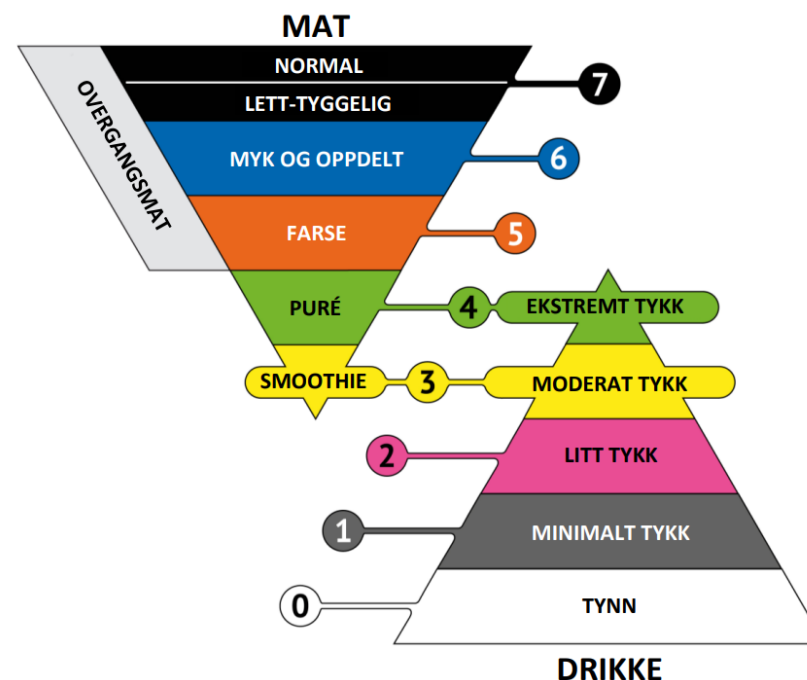 MAT
NORMAL
7
LETT-TYGGELIG
OVERGANGSMAT
MYK OG OPPDELT
6
FARSE
5
PURÉ
4
EKSTREMT TYKK
SMOOTHIE
3
MODERAT TYKK
2
LITT TYKK
1
MINIMALT TYKK
0
TYNN
DRIKKE